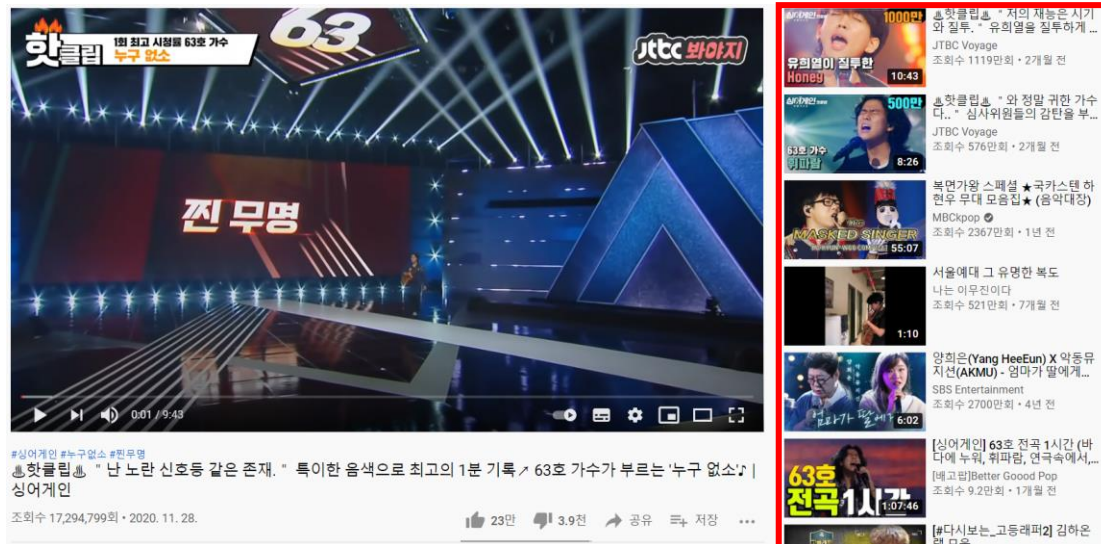 핫클립
1회 최고 시청률 63호 가수
누구 없소
63
jtbc 봐야지
찐 무명
0:01 / 9:43
#싱어게인 #누구없소 #찐무명
♨핫클립♨ " 난 노란 신호등 같은 존재. " 특이한 음색으로 최고의 1분 기록↗ 63호 가수가 부르는 '누구 없소'♪ |
싱어게인
조회수 17,294,799회 • 2020. 11. 28.
23만 3.9천 공유 저장
1000만
유희열이 질투한
Honey
10:43
♨핫클립♨ " 저의 재능은 시기
와 질투. " 유희열을 질투하게 ...
JTBC Voyage
조회수 1119만회 • 2개월 전
싱어게인
500만
63호 가수
휘파람
8:26
♨핫클립♨ " 와 정말 귀한 가수
다.. " 심사위원들의 감탄을 부...
JTBC Voyage
조회수 576만회 • 2개월 전
MASKED SINGER
55:07
복면가왕 스페셜 ★국카스텐 하
현우 무대 모음집★ (음악대장)
MBCkpop
조회수 2367만회 • 1년 전
1:10
서울예대 그 유명한 복도
나는 이무진이다
조회수 521만회 • 7개월 전
엄마가 딸에게
6:02
양희은(Yang HeeEun) X 악동뮤
지션(AKMU) - 엄마가 딸에게...
SBS Entertainment
조회수 2700만회 • 4년 전
63호
전곡 1시간
1:07:46
[싱어게인] 63호 전곡 1시간 (바
다에 누워, 휘파람, 연극속에서,...
[배고팝]Better Goood Pop
조회수 9.2만회 • 1개월 전
[#다시보는_고등래퍼2] 김하온
랩 모음